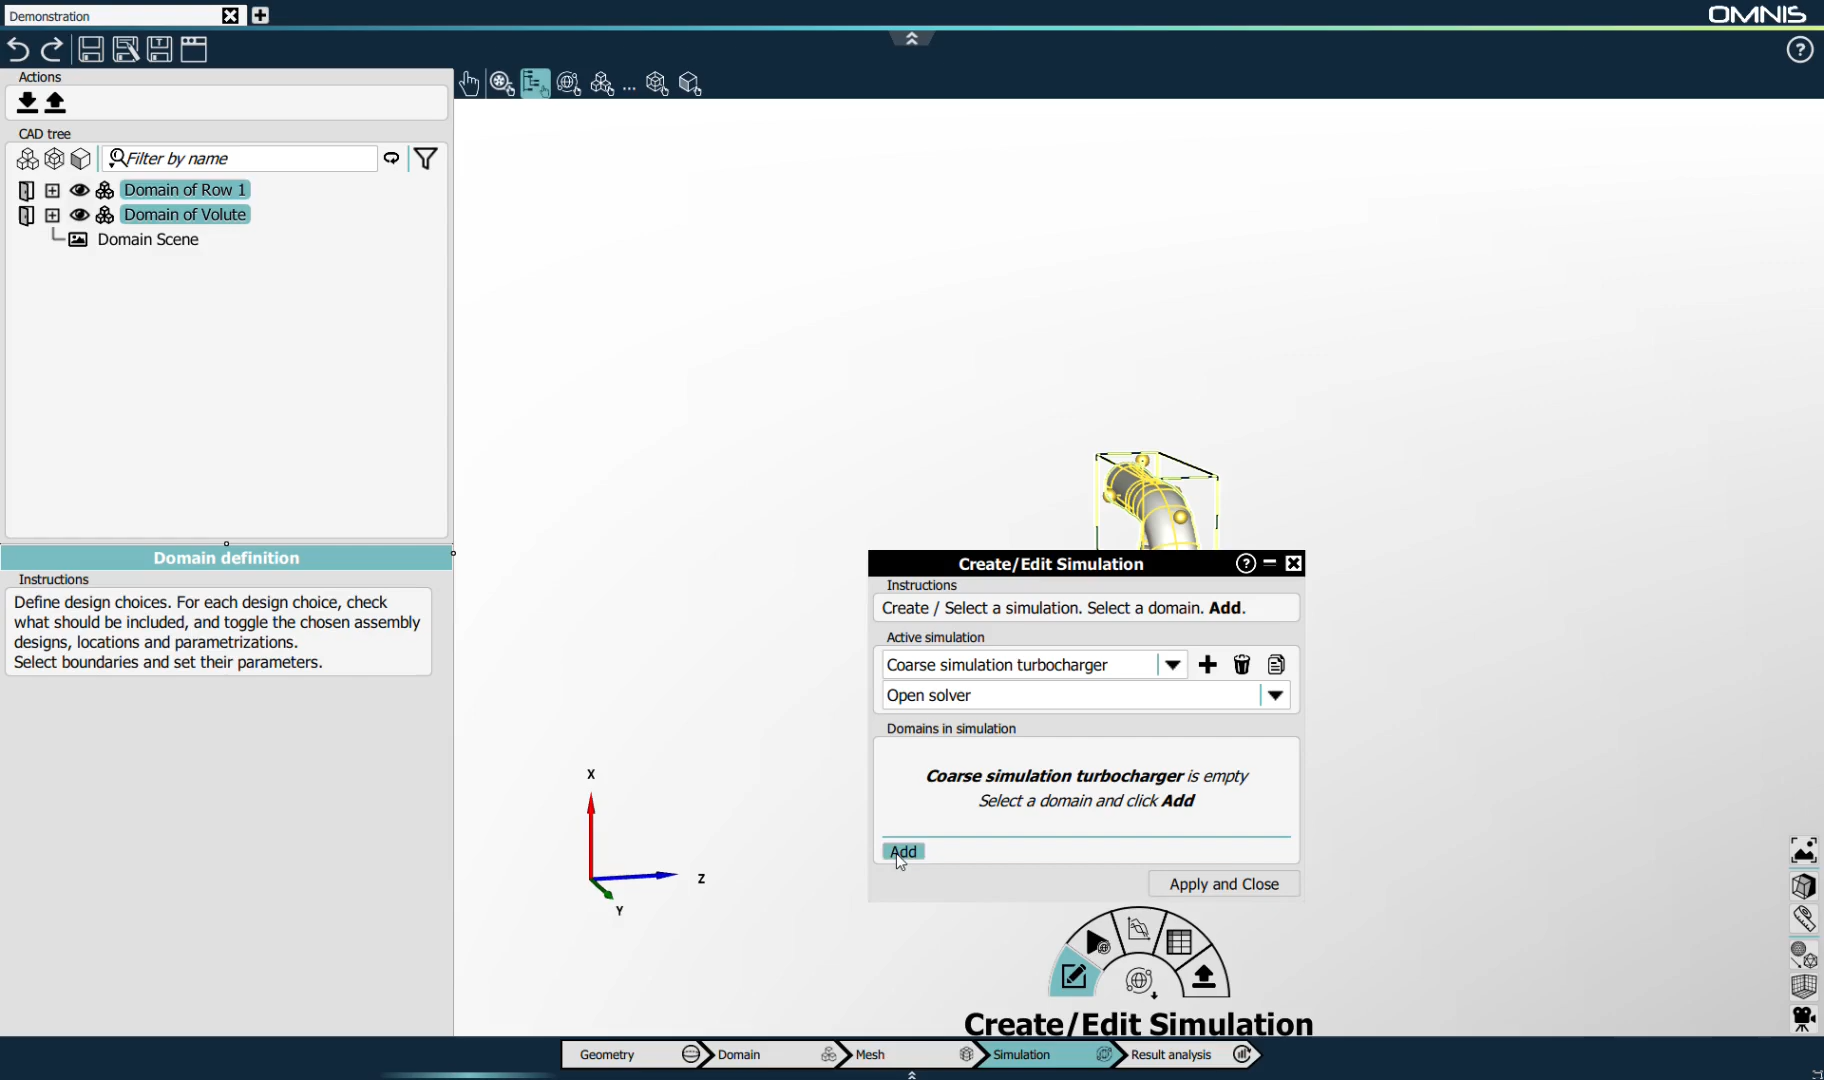 Demonstration
OMNIS
Actions
CAD tree
Filter by name
Domain of Row 1
Domain of Volute
Domain Scene
Domain definition
Instructions
Define design choices. For each design choice, check
what should be included, and toggle the chosen assembly
designs, locations and parametrizations.
Select boundaries and set their parameters.
...
X
Z
Y
Create/Edit Simulation
Instructions
Create / Select a simulation. Select a domain. Add.
Active simulation
Coarse simulation turbocharger
Open solver
Domains in simulation
Coarse simulation turbocharger is empty
Select a domain and click Add
Add
Apply and Close
Create/Edit Simulation
Geometry
Domain
Mesh
Simulation
Result analysis